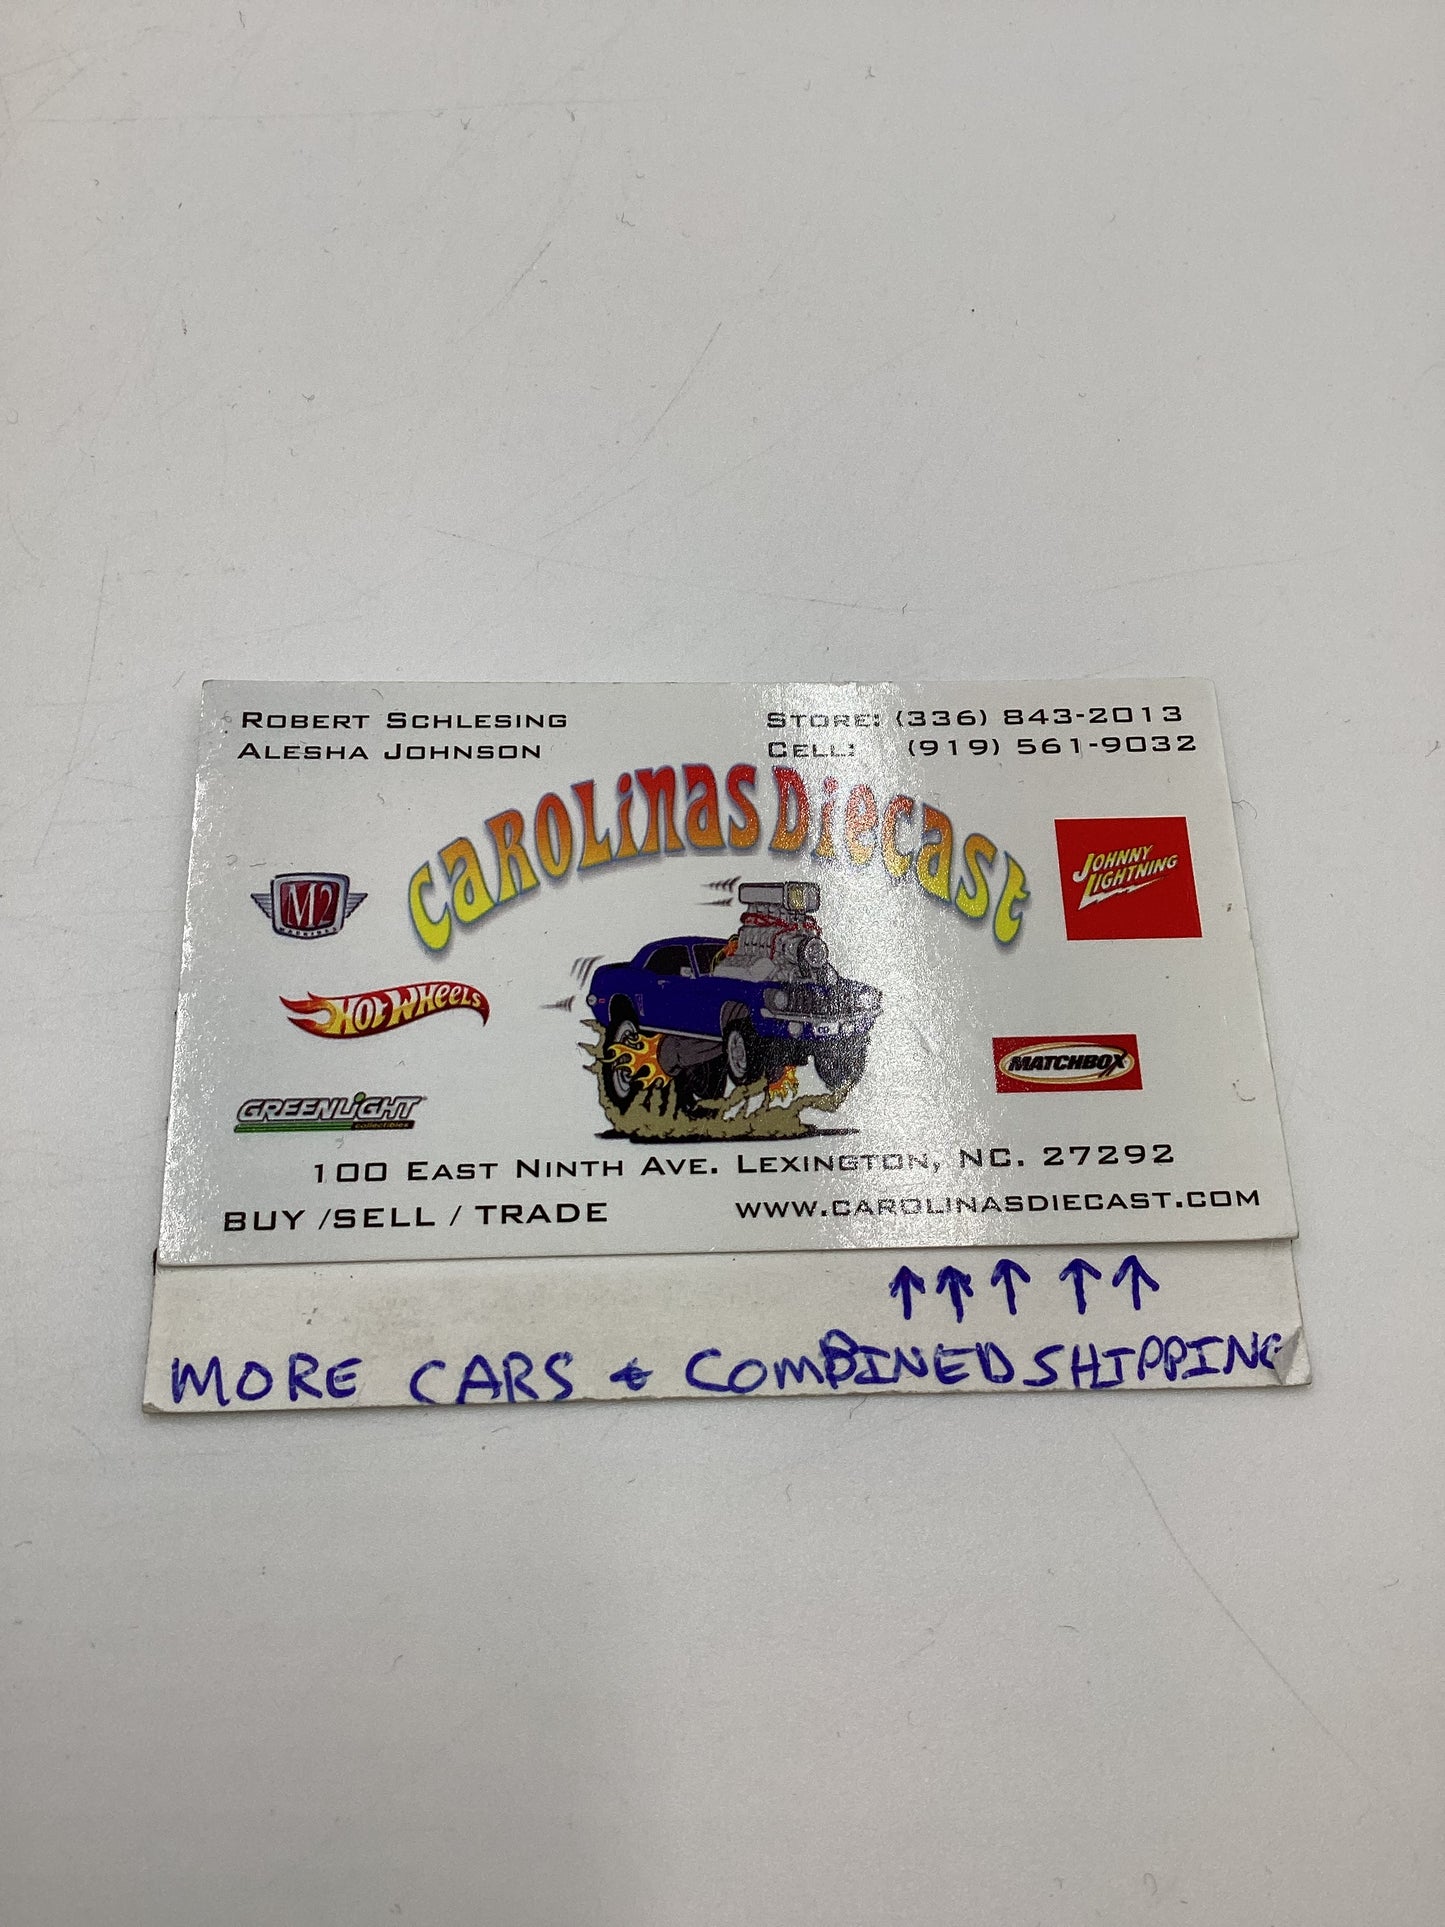 ROBERT SCHLESING
ALESHA JOHNSON
STORE: (336) 843-2013
CELL: (919) 561-9032
CAROLiNAS DiECAST
M2
MACHINES
JOHNNY
LIGHTNING
HOT WHEELS
MATCHBOX
GREENLiGHT
collectibles
100 EAST NINTH AVE. LEXINGTON, NC. 27292
BUY /SELL / TRADE
WWW.CAROLINASDIECAST.COM
↑↑↑ ↑↑
MORE CARS & COMBINED SHIPPING